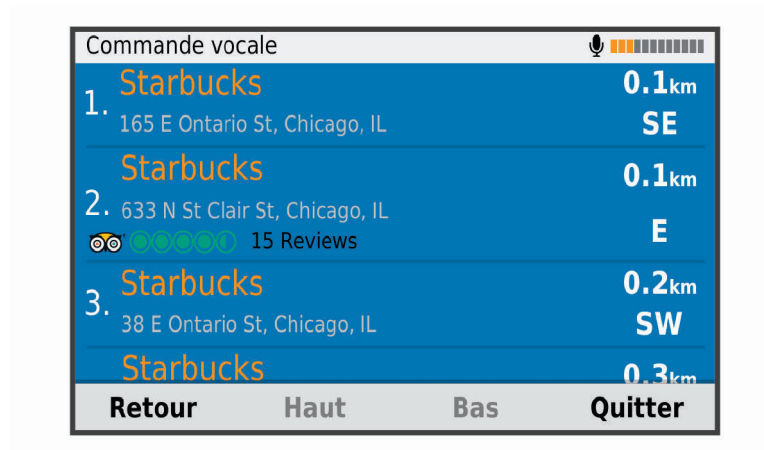 Commande vocale
1. Starbucks 0.1km
165 E Ontario St, Chicago, IL SE
2. Starbucks 0.1km
633 N St Clair St, Chicago, IL E
15 Reviews
3. Starbucks 0.2km
38 E Ontario St, Chicago, IL SW
Starbucks 0.3km
Retour Haut Bas Quitter